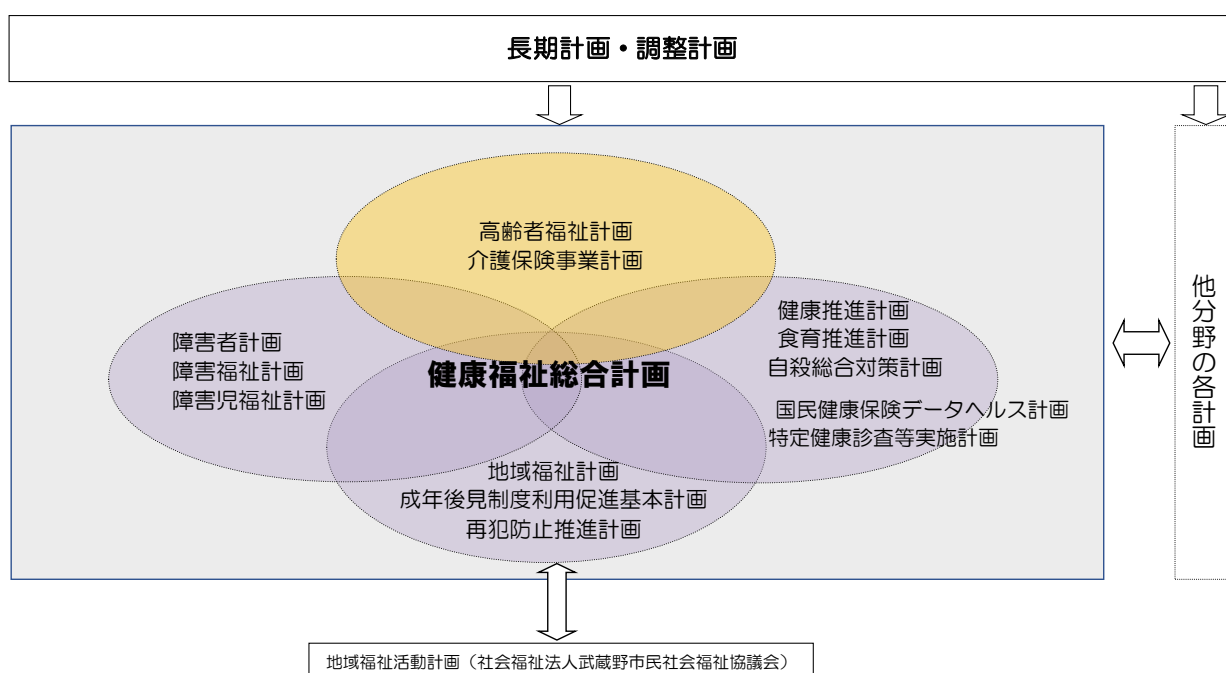 長期計画・調整計画
高齢者福祉計画
介護保険事業計画
障害者計画
障害福祉計画
障害児福祉計画
健康福祉総合計画
健康推進計画
食育推進計画
自殺総合対策計画
国民健康保険データヘルス計画
特定健康診査等実施計画
地域福祉計画
成年後見制度利用促進基本計画
再犯防止推進計画
他分野の各計画
地域福祉活動計画（社会福祉法人武蔵野市民社会福祉協議会）